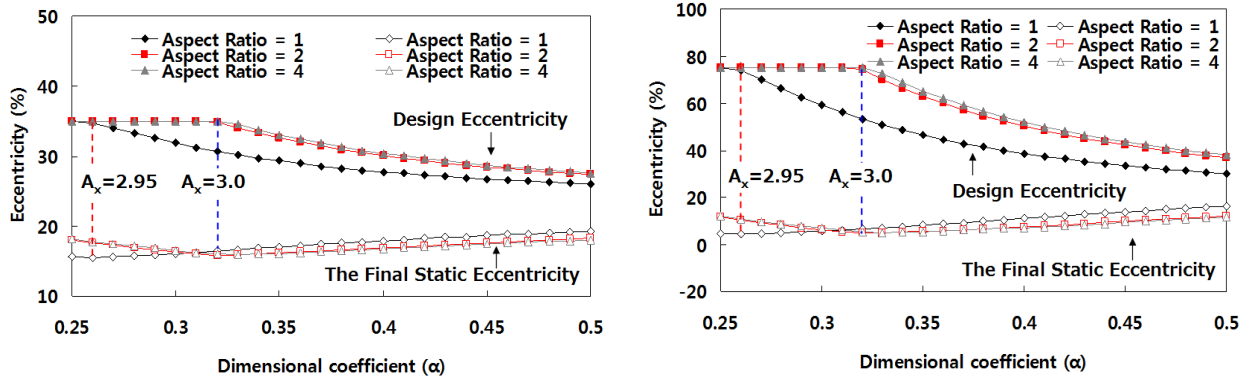 50
40
30
20
10
Eccentricity (%)
Aspect Ratio = 1
Aspect Ratio = 2
Aspect Ratio = 4
Aspect Ratio = 1
Aspect Ratio = 2
Aspect Ratio = 4
Design Eccentricity
Ax=2.95
Ax=3.0
The Final Static Eccentricity
0.25 0.3 0.35 0.4 0.45 0.5
Dimensional coefficient (α)
100
80
60
40
20
0
-20
Eccentricity (%)
Aspect Ratio = 1
Aspect Ratio = 2
Aspect Ratio = 4
Aspect Ratio = 1
Aspect Ratio = 2
Aspect Ratio = 4
Ax=2.95
Ax=3.0
Design Eccentricity
The Final Static Eccentricity
0.25 0.3 0.35 0.4 0.45 0.5
Dimensional coefficient (α)